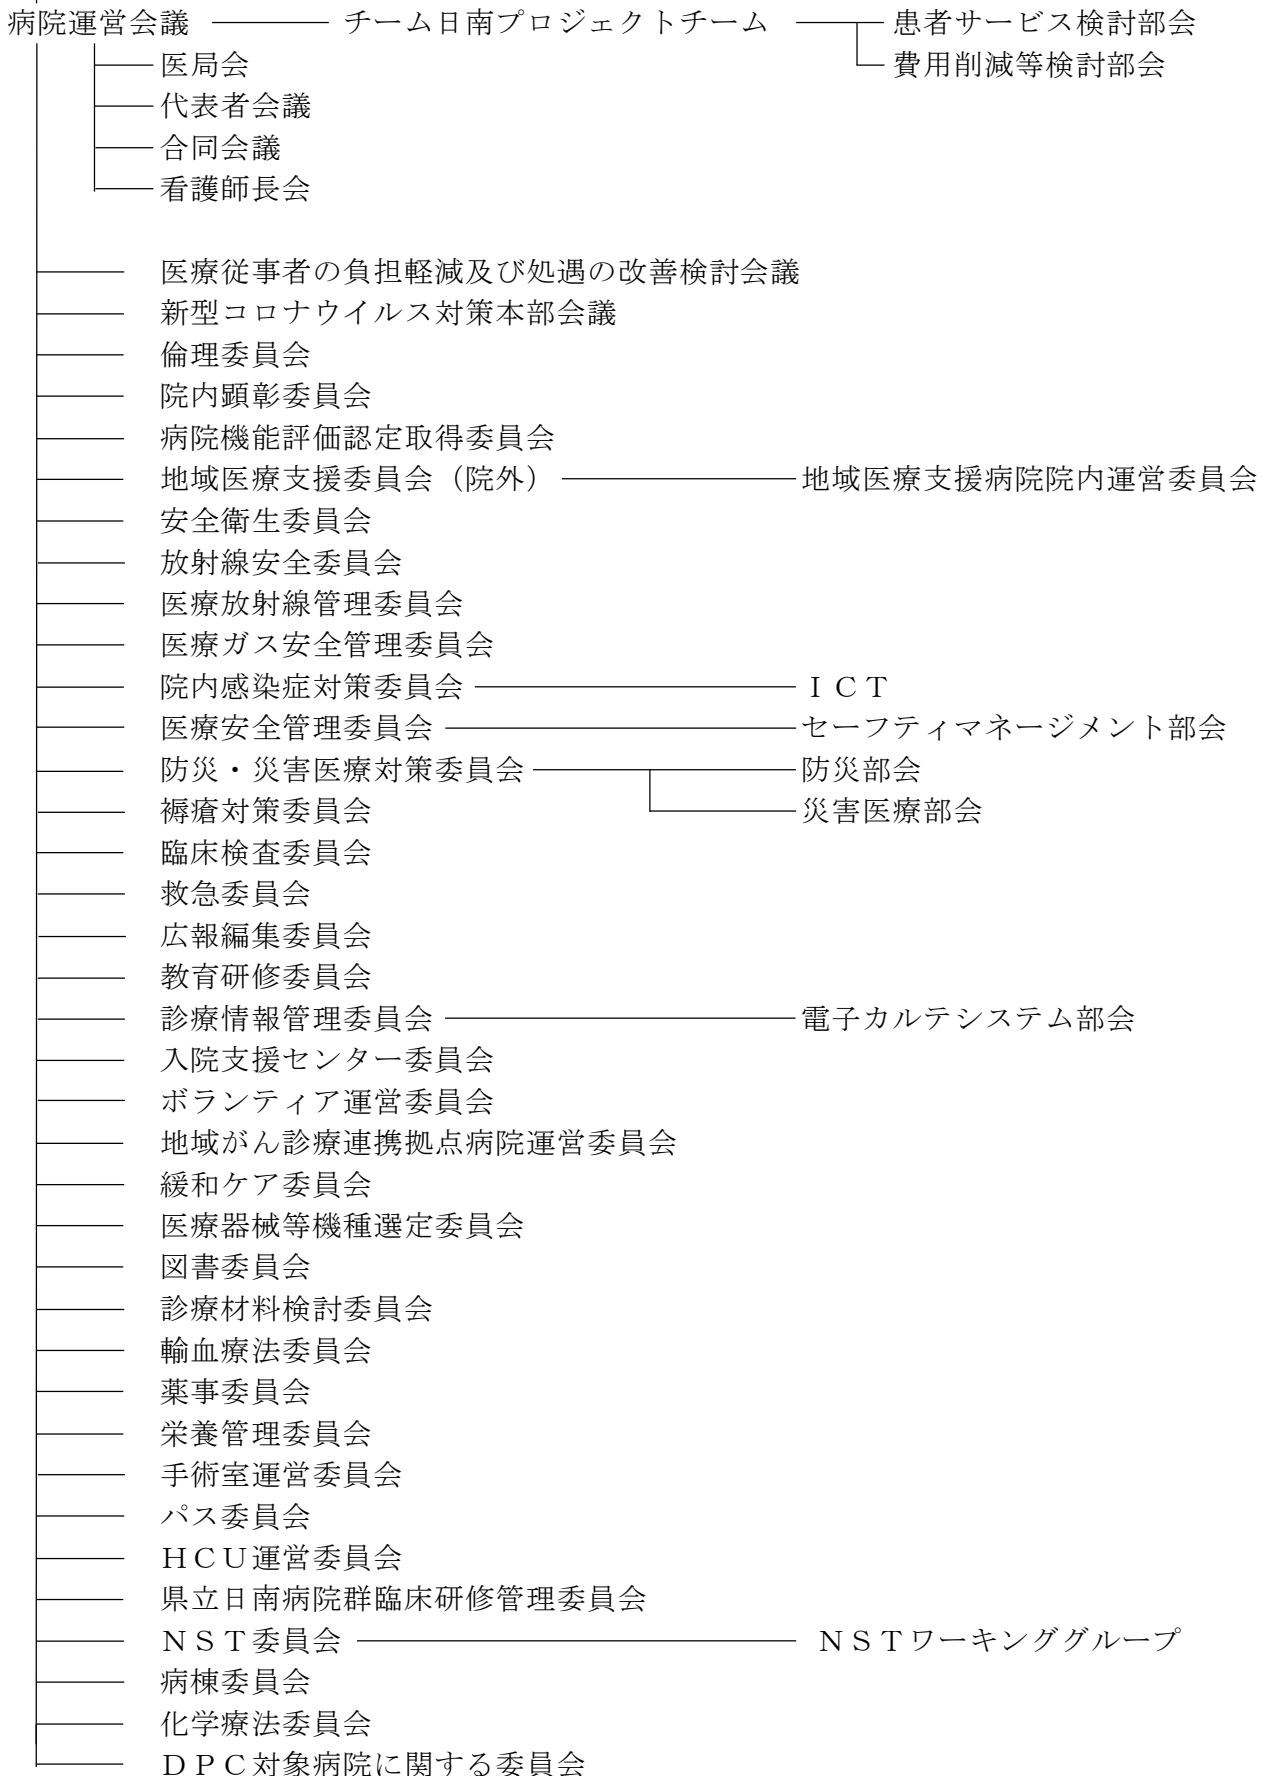 病院運営会議 チーム日南プロジェクトチーム 患者サービス検討部会
医局会 費用削減等検討部会
代表者会議
合同会議
看護師長会
医療従事者の負担軽減及び処遇の改善検討会議
新型コロナウイルス対策本部会議
倫理委員会
院内顕彰委員会
病院機能評価認定取得委員会
地域医療支援委員会（院外） 地域医療支援病院院内運営委員会
安全衛生委員会
放射線安全委員会
医療放射線管理委員会
医療ガス安全管理委員会
院内感染症対策委員会 ＩＣＴ
医療安全管理委員会 セーフティマネージメント部会
防災・災害医療対策委員会 防災部会
褥瘡対策委員会 災害医療部会
臨床検査委員会
救急委員会
広報編集委員会
教育研修委員会
診療情報管理委員会 電子カルテシステム部会
入院支援センター委員会
ボランティア運営委員会
地域がん診療連携拠点病院運営委員会
緩和ケア委員会
医療器械等機種選定委員会
図書委員会
診療材料検討委員会
輸血療法委員会
薬事委員会
栄養管理委員会
手術室運営委員会
パス委員会
ＨＣＵ運営委員会
県立日南病院群臨床研修管理委員会
ＮＳＴ委員会 ＮＳＴワーキンググループ
病棟委員会
化学療法委員会
ＤＰＣ対象病院に関する委員会